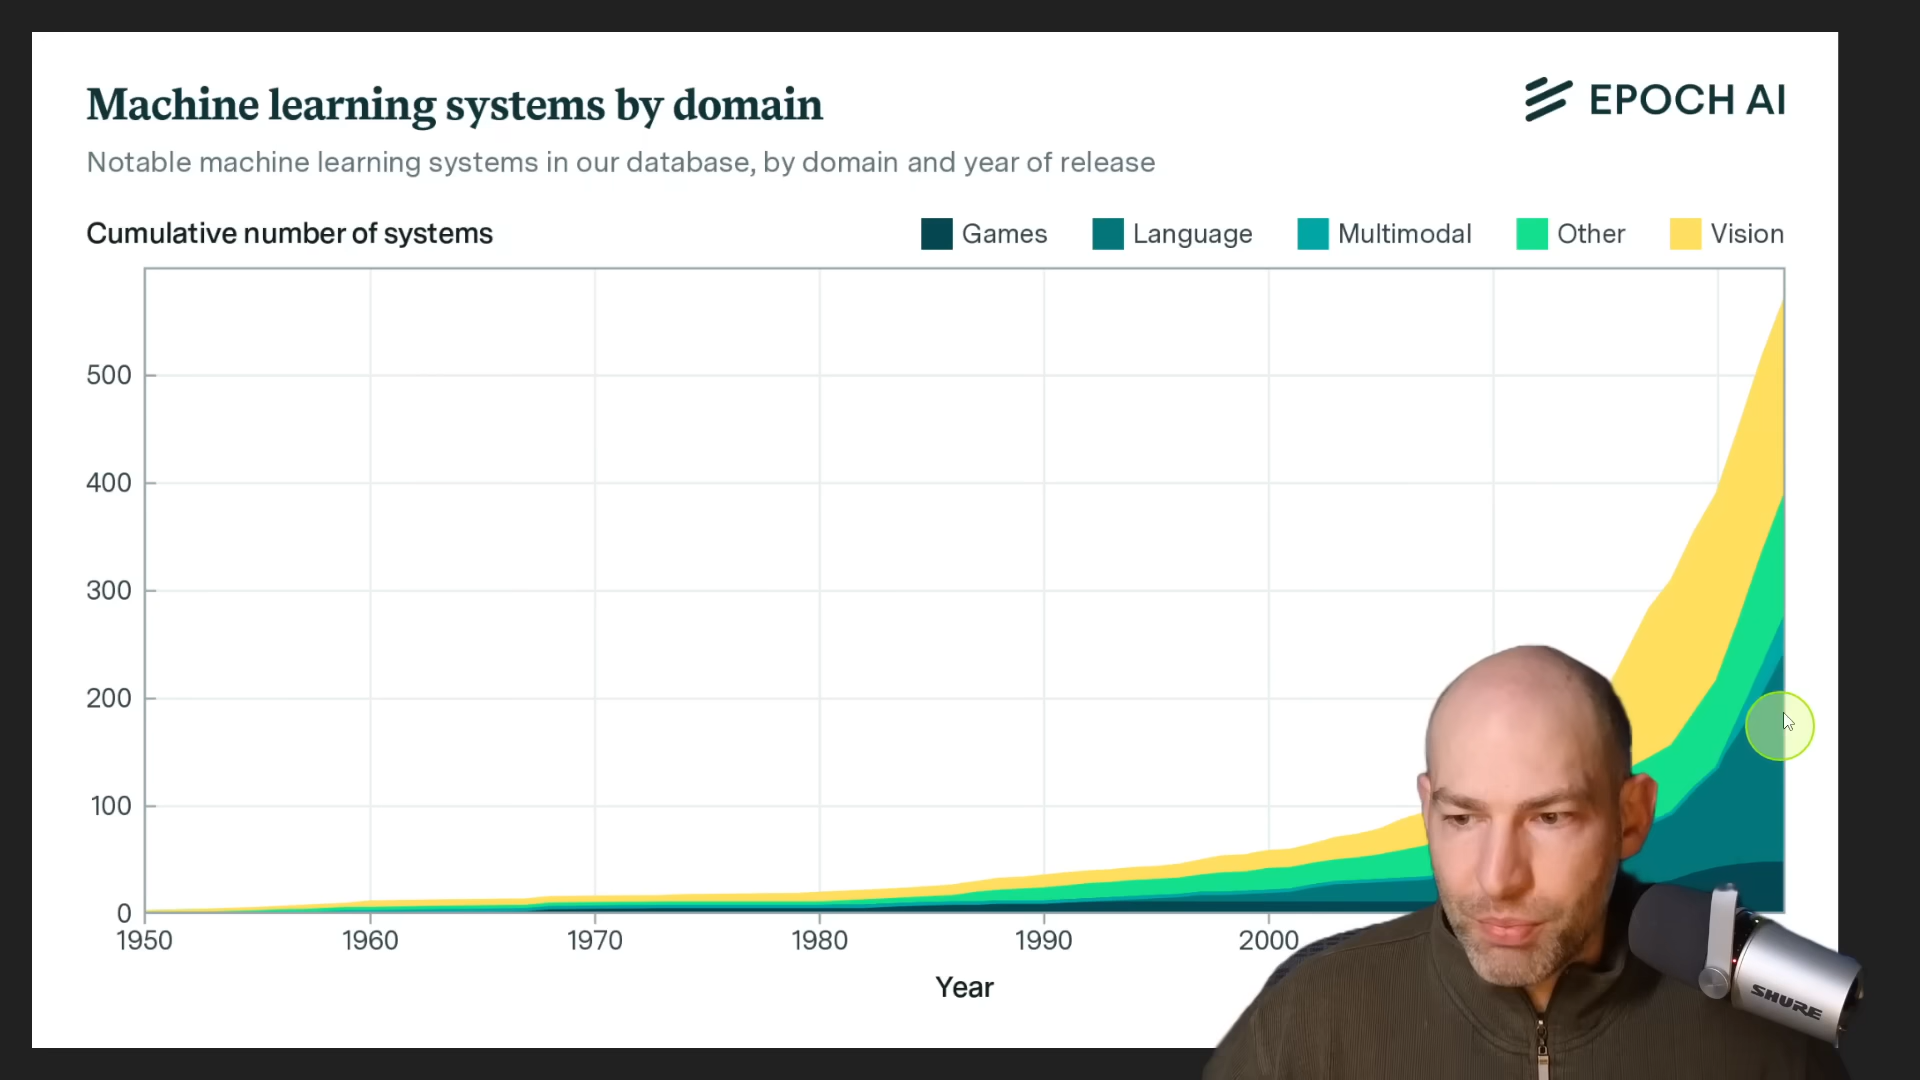 Machine learning systems by domain
EPOCH AI
Notable machine learning systems in our database, by domain and year of release
Cumulative number of systems
Games
Language
Multimodal
Other
Vision
500
400
300
200
100
0
1950
1960
1970
1980
1990
2000
Year
SHURE